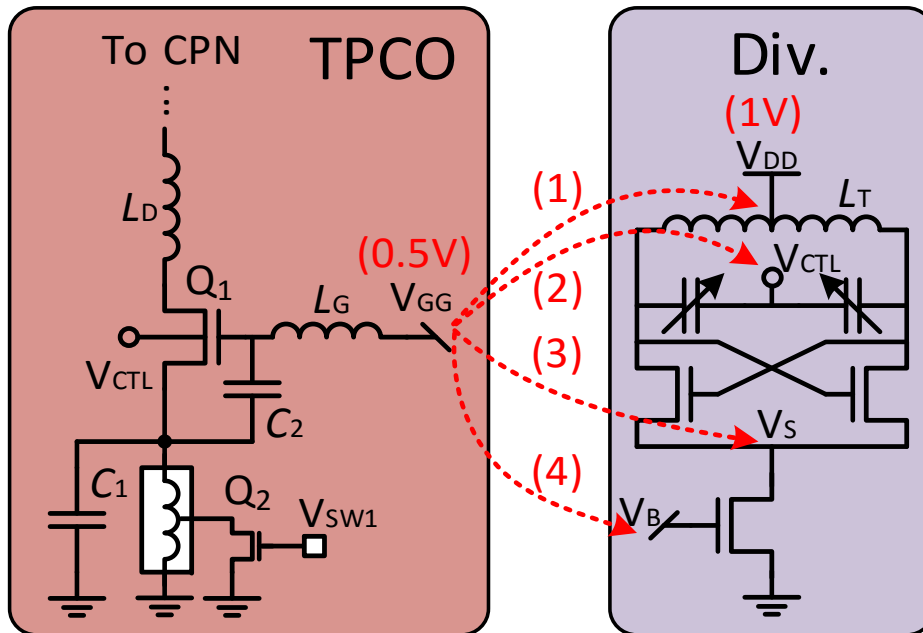 To CPN
TPCO
Div.
(1V)
VDD
LD
LT
(1)
(0.5V)
VCTL
Q1
LG
VGG
(2)
VCTL
(3)
C2
VS
C1
Q2
(4)
VSW1
VB